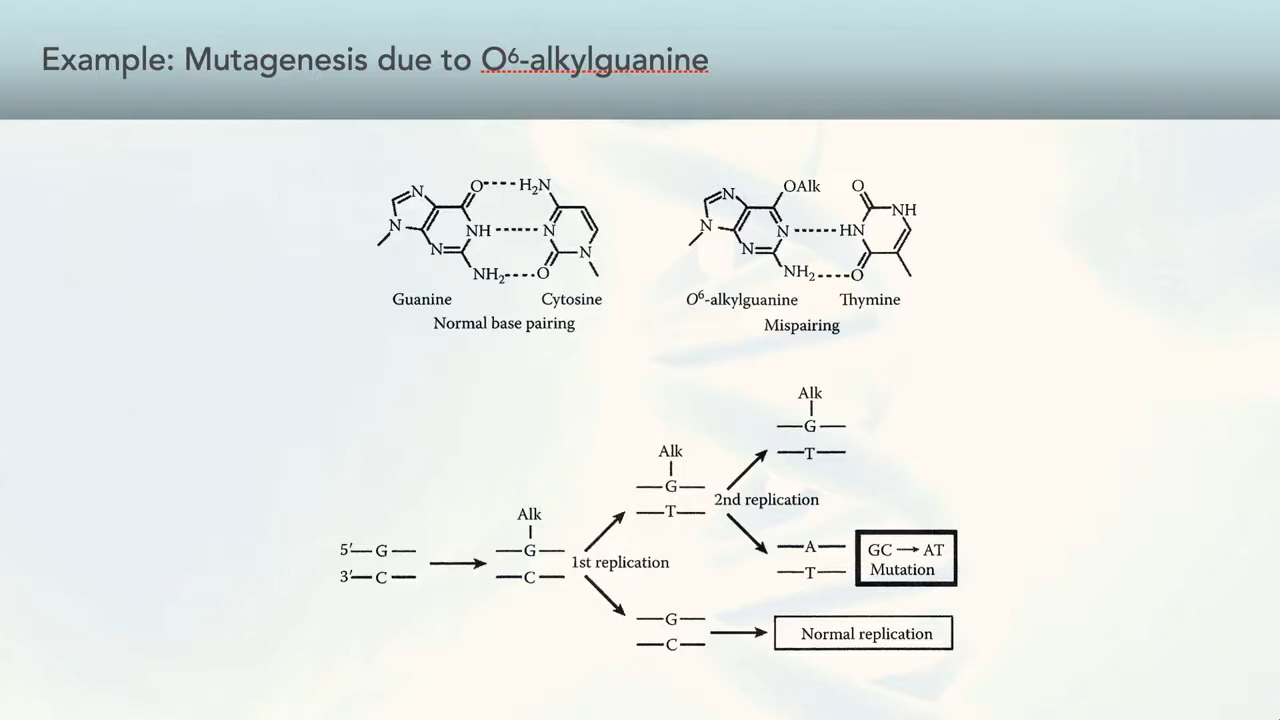 Example: Mutagenesis due to O⁶-alkylguanine
O H₂N
N NH N
N N O N
NH₂
Guanine Cytosine
Normal base pairing
OAlk O
N N HN NH
N N
NH₂ O
O⁶-alkylguanine Thymine
Mispairing
Alk
G
T
Alk
G
T
2nd replication
Alk
G
C
5′ G
3′ C
1st replication
A
T
GC → AT
Mutation
G
C
Normal replication